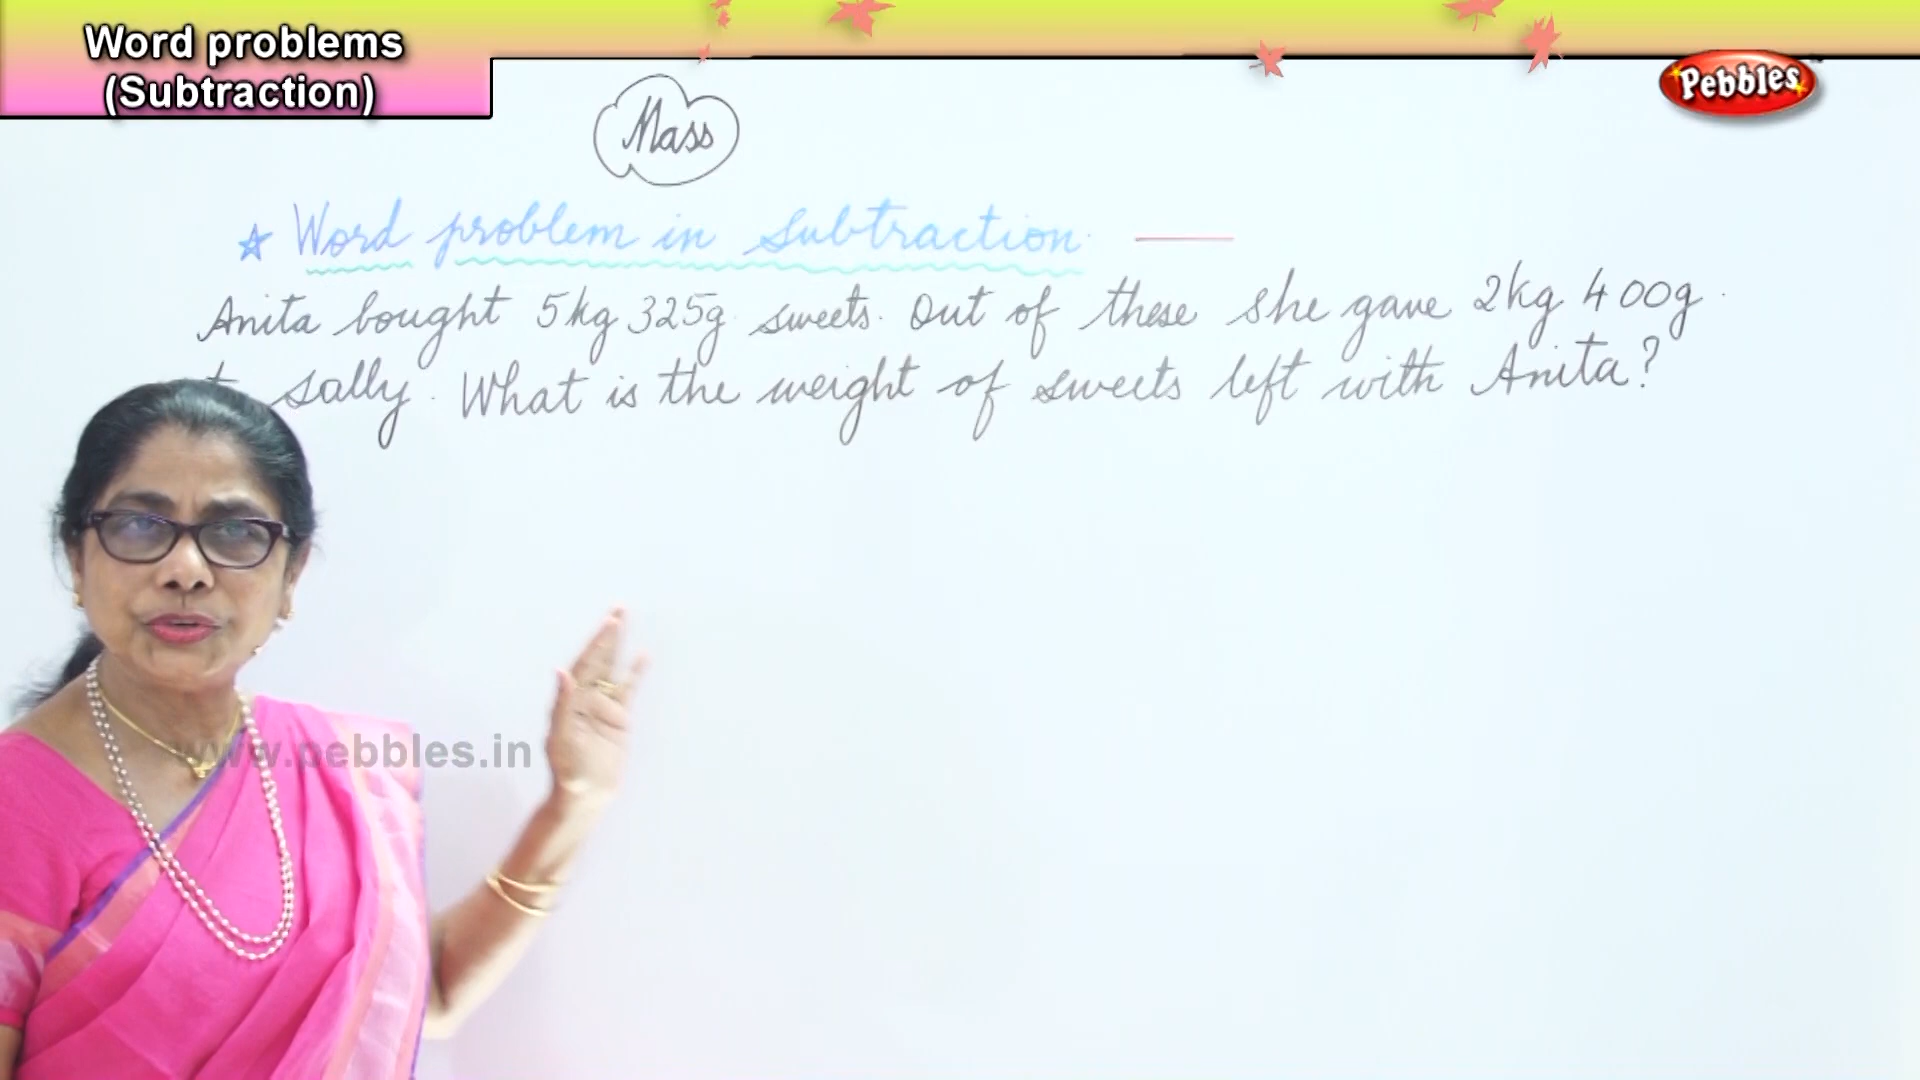 Word problems
(Subtraction)
Pebbles
Mass
☆ Word problem in subtraction
Anita bought 5kg 325g sweets. Out of these she gave 2kg 400g
sally. What is the weight of sweets left with Anita?
www.pebbles.in